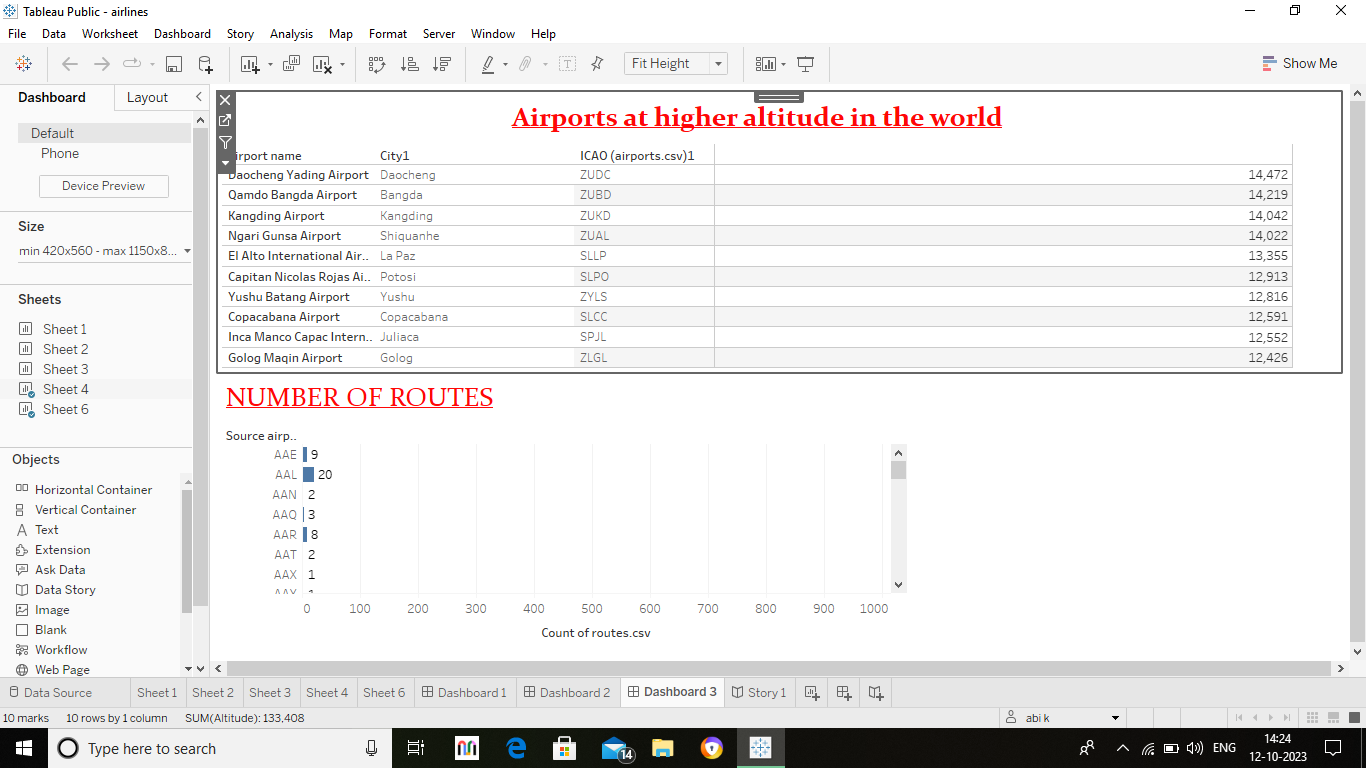 Tableau Public - airlines
File Data Worksheet Dashboard Story Analysis Map Format Server Window Help
Fit Height
Show Me
Dashboard Layout
Default
Phone
Device Preview
Size
min 420x560 - max 1150x8...
Sheets
Sheet 1
Sheet 2
Sheet 3
Sheet 4
Sheet 6
Objects
Horizontal Container
Vertical Container
Text
Extension
Ask Data
Data Story
Image
Blank
Workflow
Web Page
Airports at higher altitude in the world
irport name City1 ICAO (airports.csv)1
Daocheng Yading Airport Daocheng ZUDC 14,472
Qamdo Bangda Airport Bangda ZUBD 14,219
Kangding Airport Kangding ZUKD 14,042
Ngari Gunsa Airport Shiquanhe ZUAL 14,022
El Alto International Air.. La Paz SLLP 13,355
Capitan Nicolas Rojas Ai.. Potosi SLPO 12,913
Yushu Batang Airport Yushu ZYLS 12,816
Copacabana Airport Copacabana SLCC 12,591
Inca Manco Capac Intern.. Juliaca SPJL 12,552
Golog Maqin Airport Golog ZLGL 12,426
NUMBER OF ROUTES
Source airp..
AAE 9
AAL 20
AAN 2
AAQ 3
AAR 8
AAT 2
AAX 1
AAY 1
0 100 200 300 400 500 600 700 800 900 1000
Count of routes.csv
Data Source Sheet 1 Sheet 2 Sheet 3 Sheet 4 Sheet 6 Dashboard 1 Dashboard 2 Dashboard 3 Story 1
10 marks 10 rows by 1 column SUM(Altitude): 133,408 abi k
Type here to search 14 ENG 14:24
12-10-2023